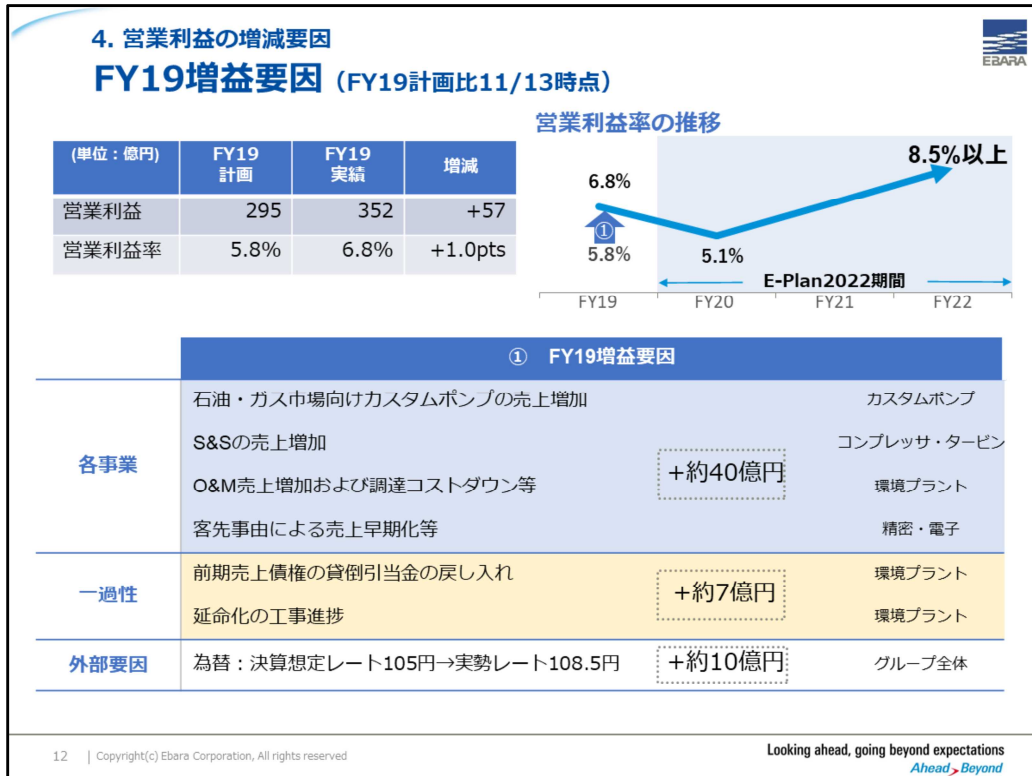 4. 営業利益の増減要因
FY19増益要因（FY19計画比11/13時点）
EBARA
(単位：億円) FY19計画 FY19実績 増減
営業利益 295 352 +57
営業利益率 5.8% 6.8% +1.0pts
営業利益率の推移
8.5%以上
6.8%
①
5.8%
5.1%
E-Plan2022期間
FY19 FY20 FY21 FY22
① FY19増益要因
各事業
石油・ガス市場向けカスタムポンプの売上増加 カスタムポンプ
S&Sの売上増加 コンプレッサ・タービン
+約40億円
O&M売上増加および調達コストダウン等 環境プラント
客先事由による売上早期化等 精密・電子
一過性
前期売上債権の貸倒引当金の戻し入れ 環境プラント
+約7億円
延命化の工事進捗 環境プラント
外部要因 為替：決算想定レート105円→実勢レート108.5円 +約10億円 グループ全体
12 | Copyright(c) Ebara Corporation, All rights reserved
Looking ahead, going beyond expectations
Ahead Beyond